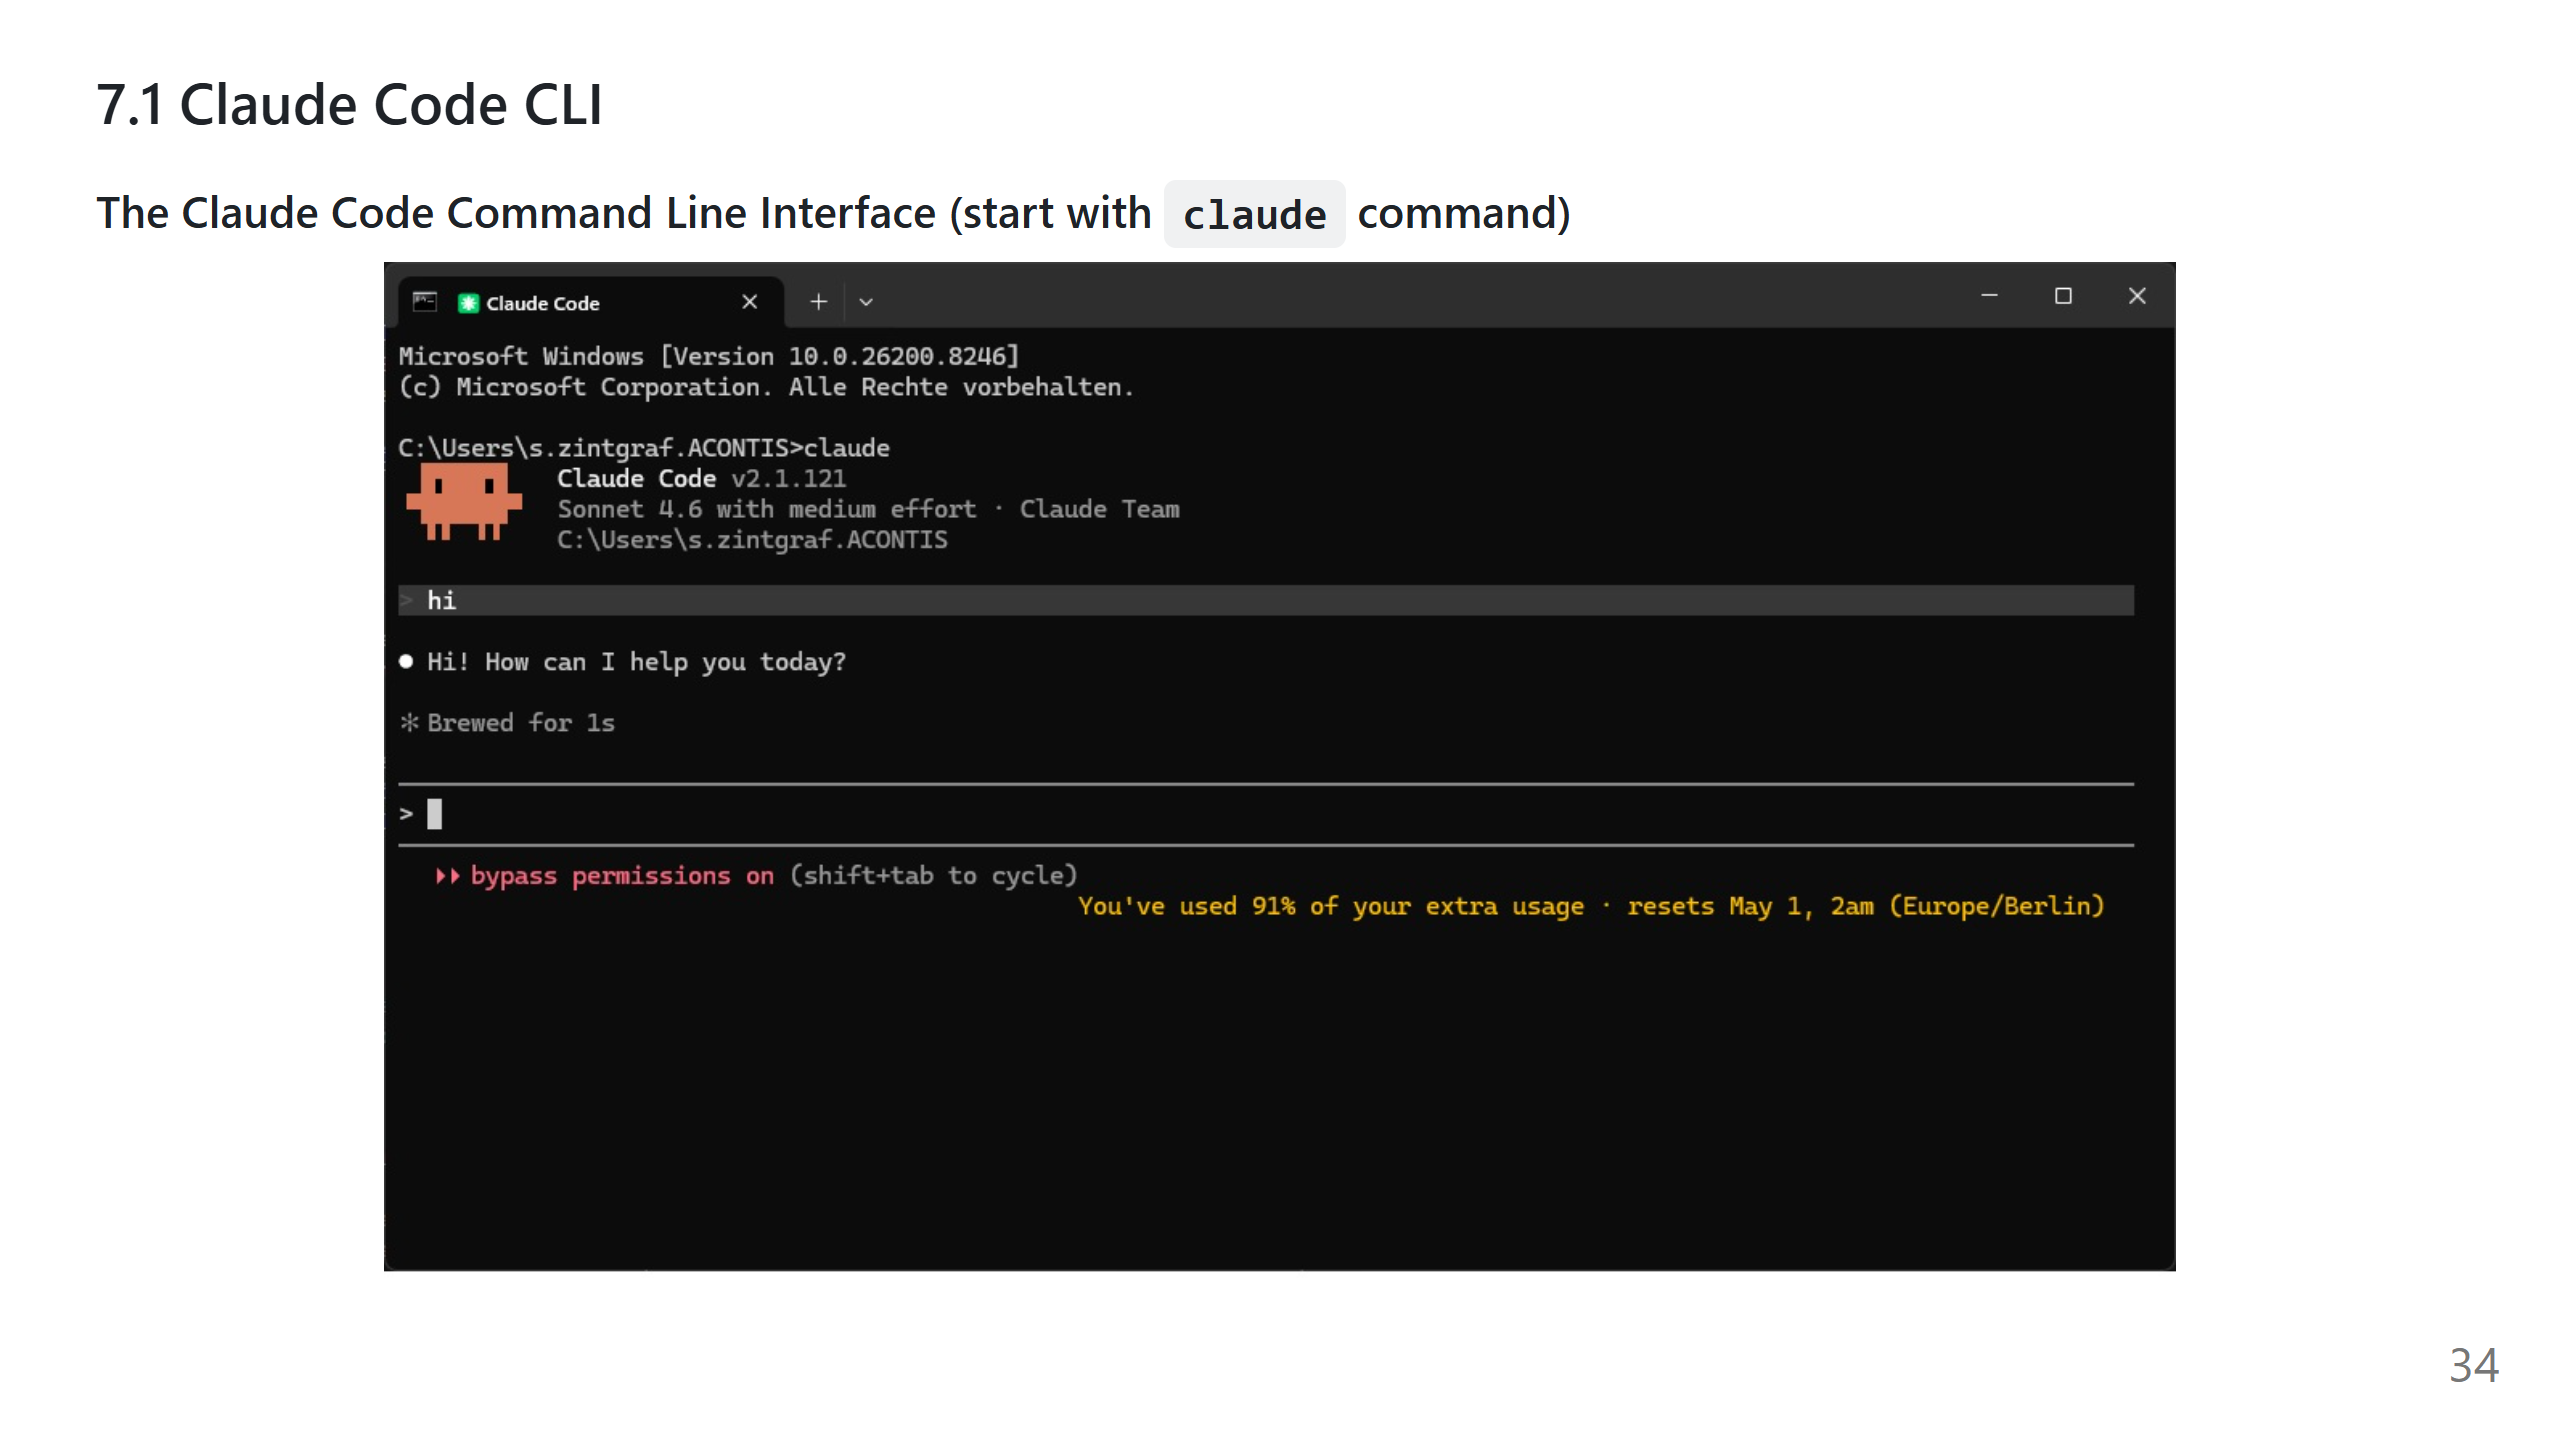 7.1 Claude Code CLI
The Claude Code Command Line Interface (start with claude command)
Claude Code
Microsoft Windows [Version 10.0.26200.8246]
(c) Microsoft Corporation. Alle Rechte vorbehalten.
C:\Users\s.zintgraf.ACONTIS>claude
Claude Code v2.1.121
Sonnet 4.6 with medium effort · Claude Team
C:\Users\s.zintgraf.ACONTIS
> hi
● Hi! How can I help you today?
✻ Brewed for 1s
>
⏵⏵ bypass permissions on (shift+tab to cycle)
You've used 91% of your extra usage · resets May 1, 2am (Europe/Berlin)
34